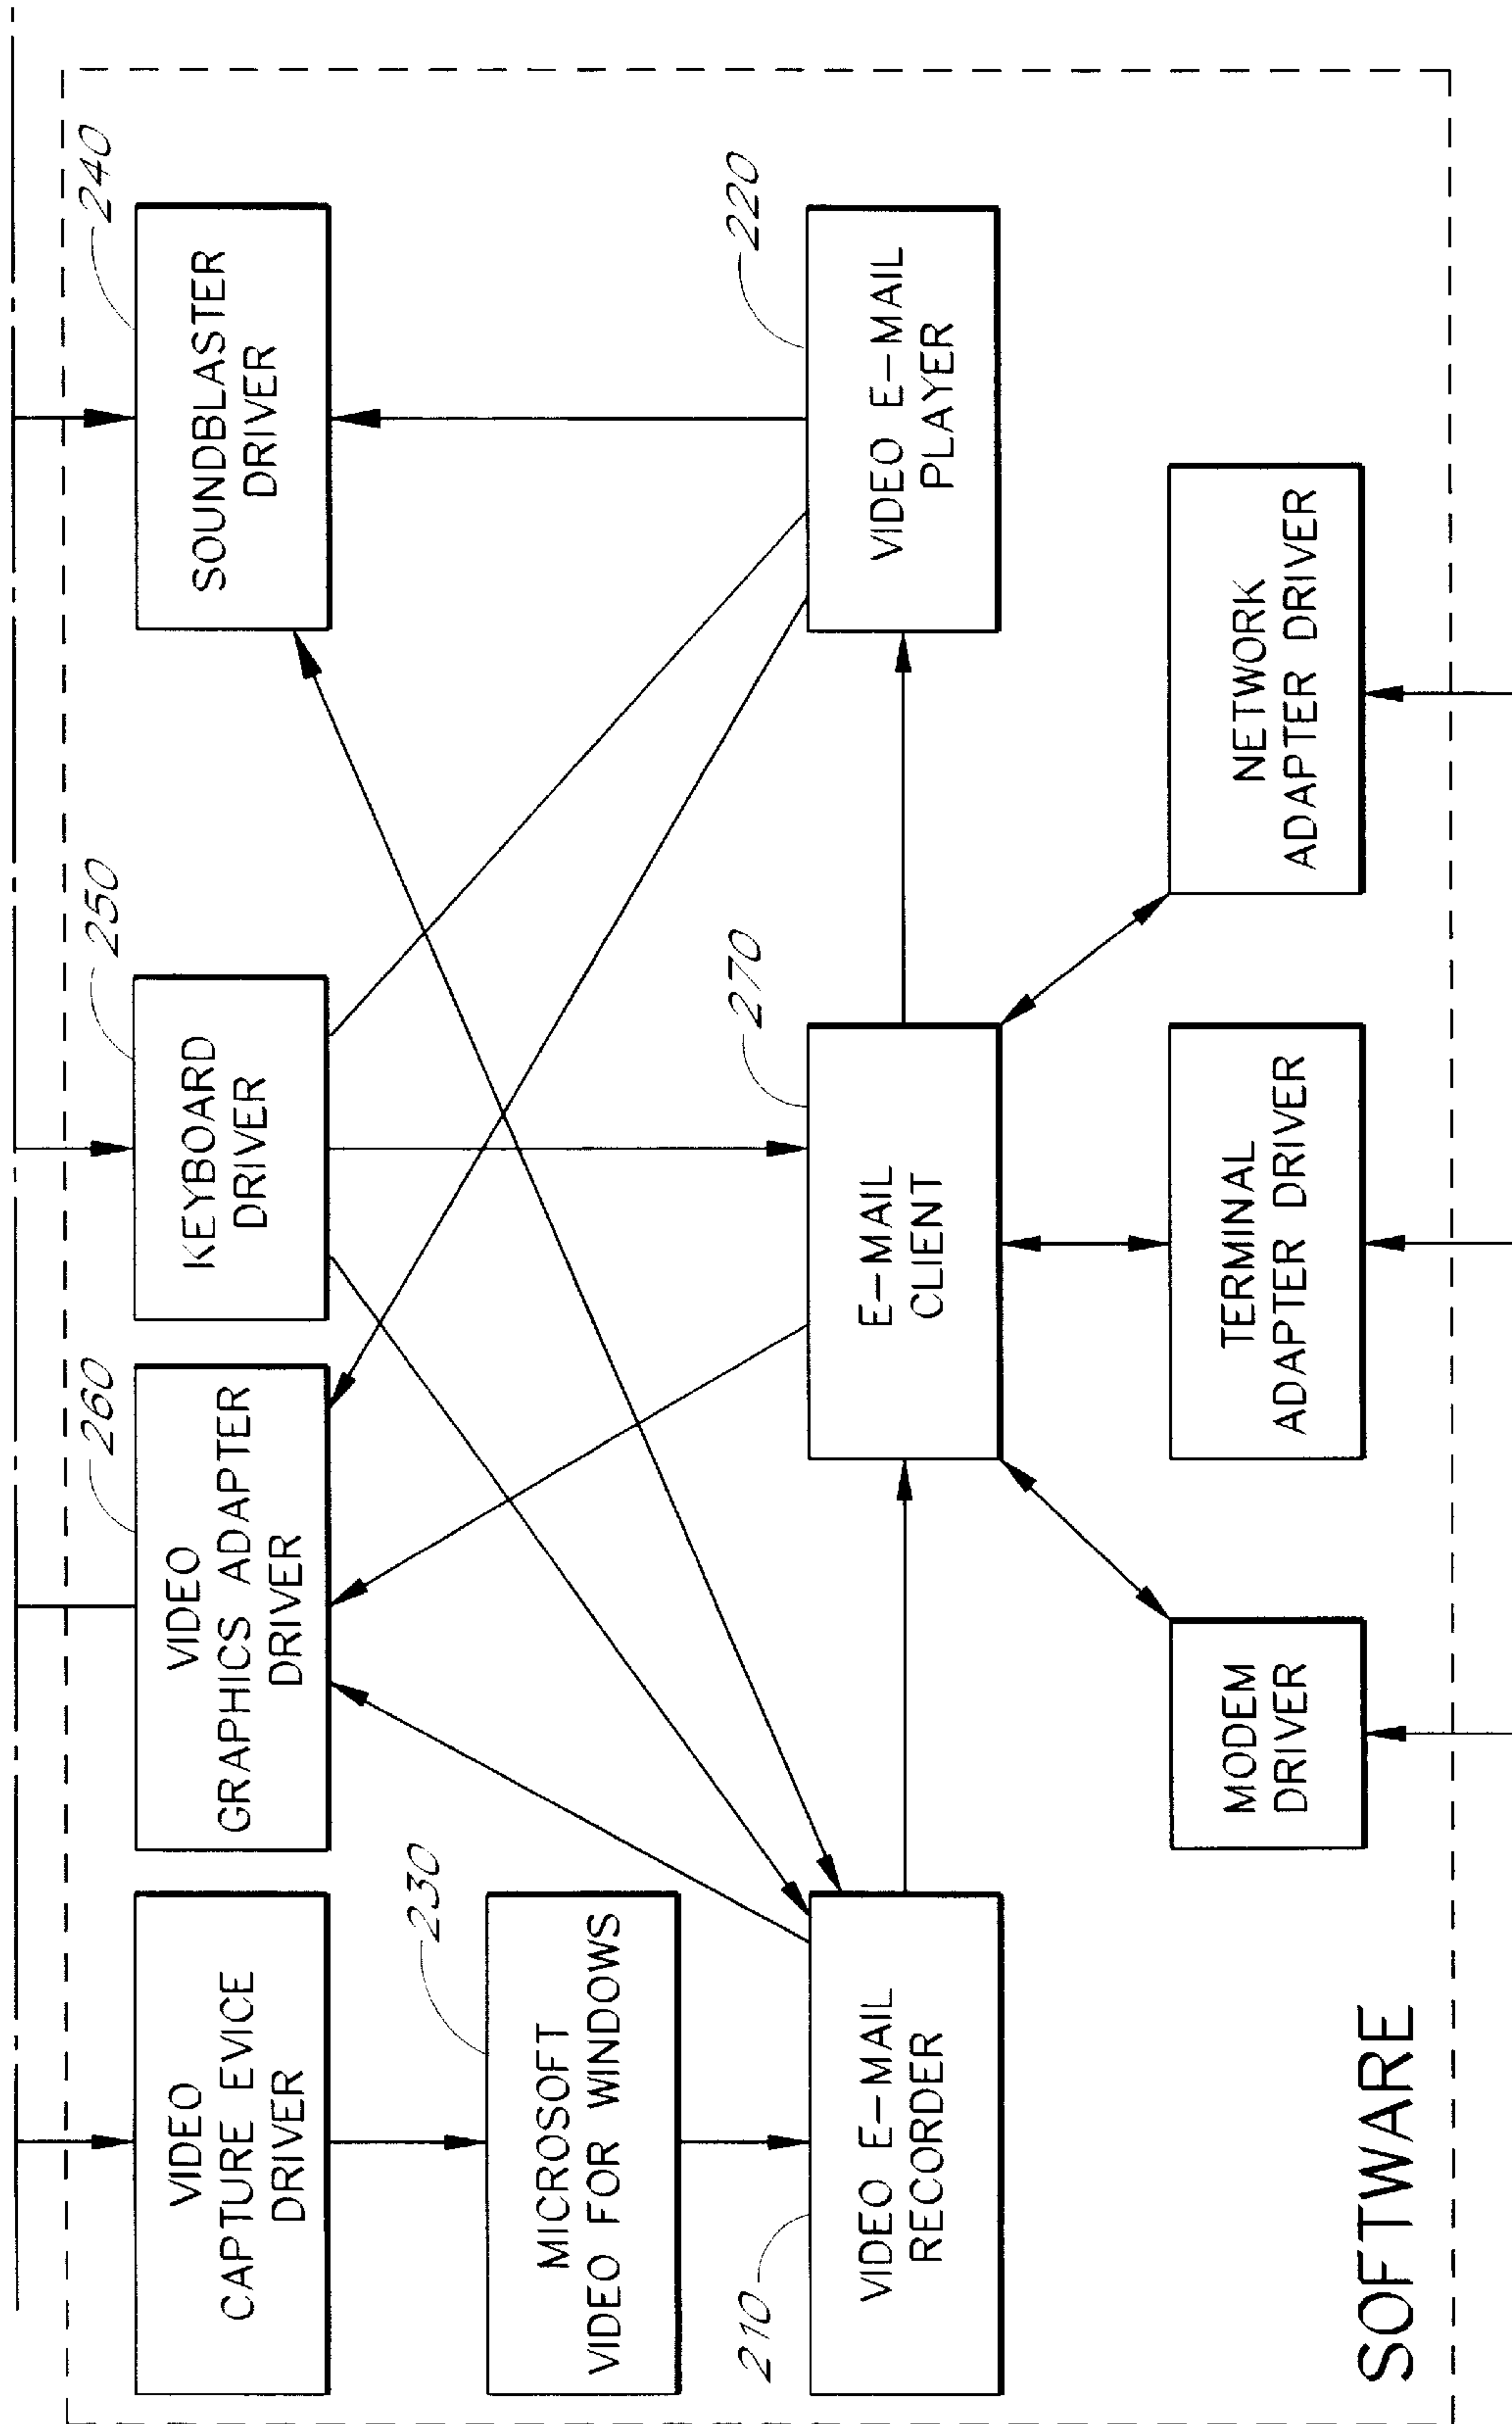 VIDEO
CAPTURE EVICE
DRIVER
260
VIDEO
GRAPHICS ADAPTER
DRIVER
250
KEYBOARD
DRIVER
240
SOUNDBLASTER
DRIVER
230
MICROSOFT
VIDEO FOR WINDOWS
210
VIDEO E-MAIL
RECORDER
270
E-MAIL
CLIENT
220
VIDEO E-MAIL
PLAYER
MODEM
DRIVER
TERMINAL
ADAPTER DRIVER
NETWORK
ADAPTER DRIVER
SOFTWARE